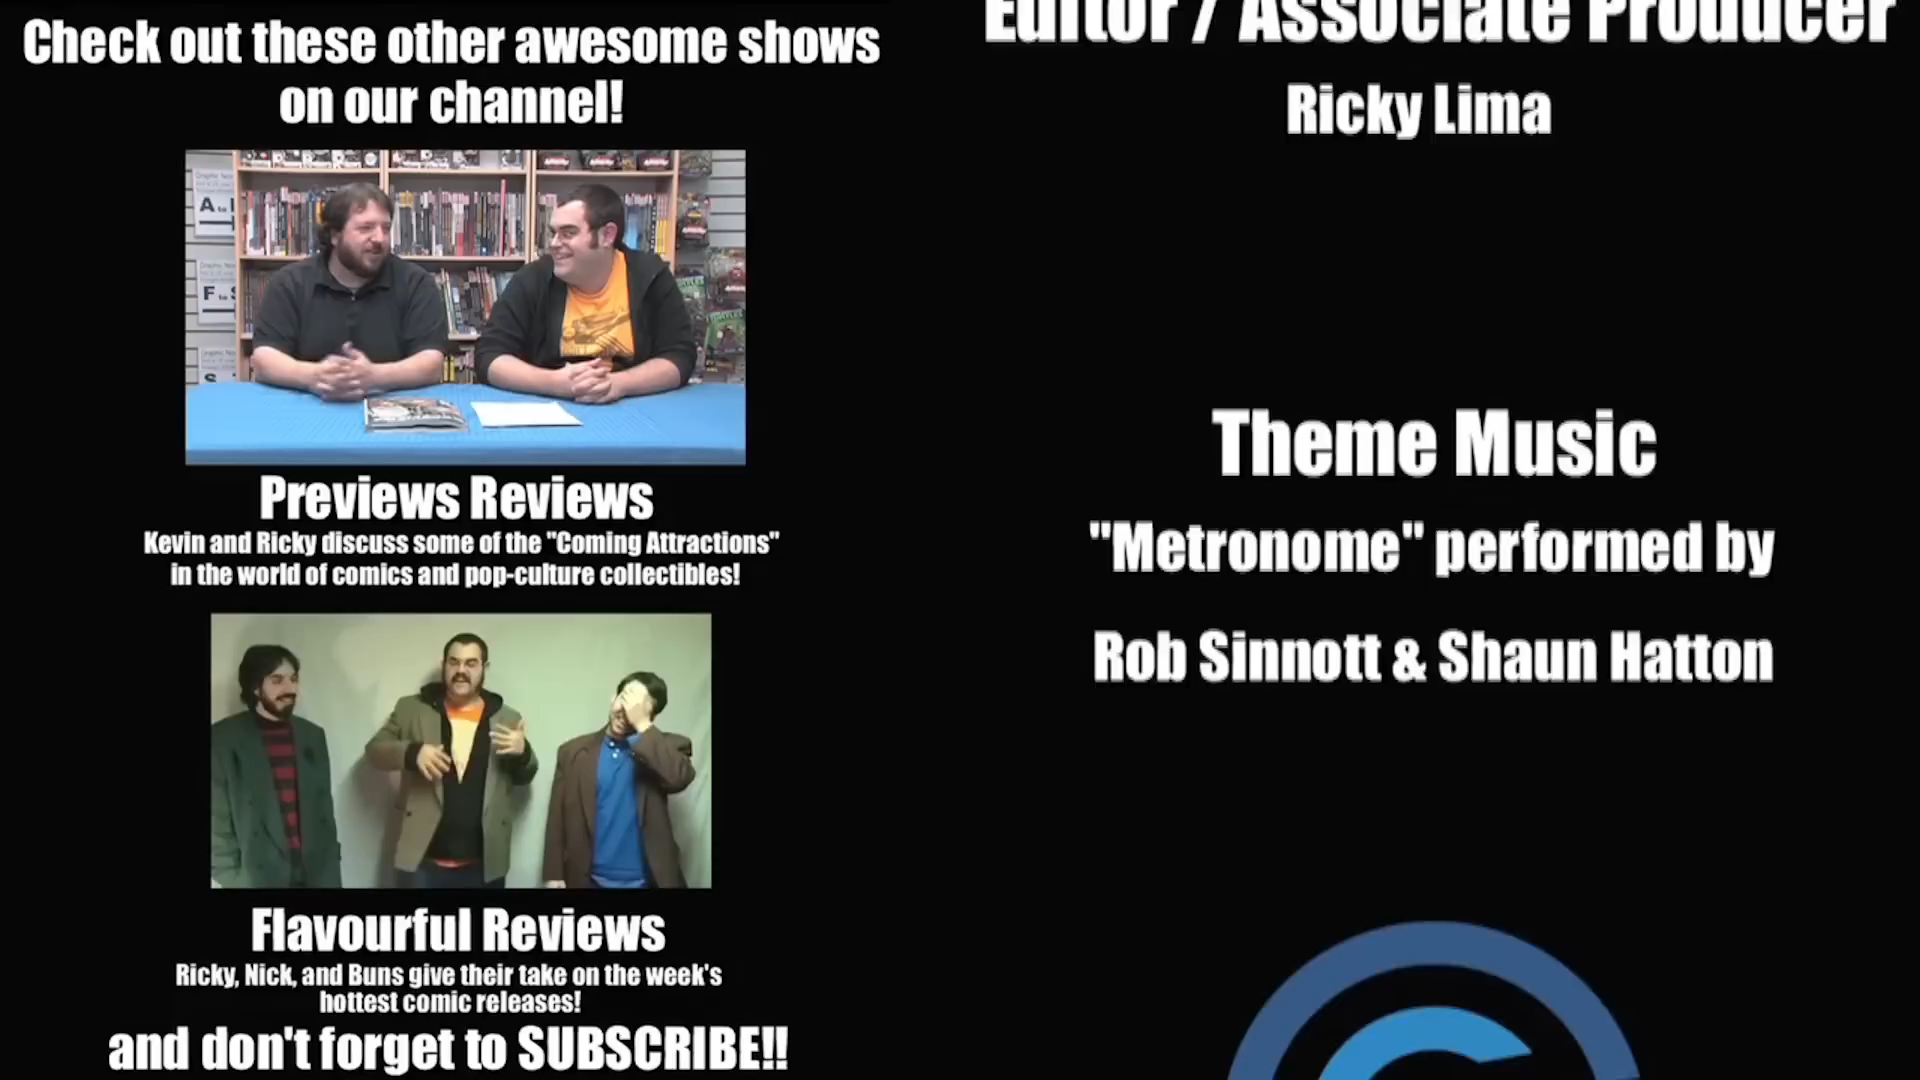 Check out these other awesome shows
on our channel!
A to
F to
S
Previews Reviews
Kevin and Ricky discuss some of the "Coming Attractions"
in the world of comics and pop-culture collectibles!
Flavourful Reviews
Ricky, Nick, and Buns give their take on the week's
hottest comic releases!
and don't forget to SUBSCRIBE!!
Editor / Associate Producer
Ricky Lima
Theme Music
"Metronome" performed by
Rob Sinnott & Shaun Hatton